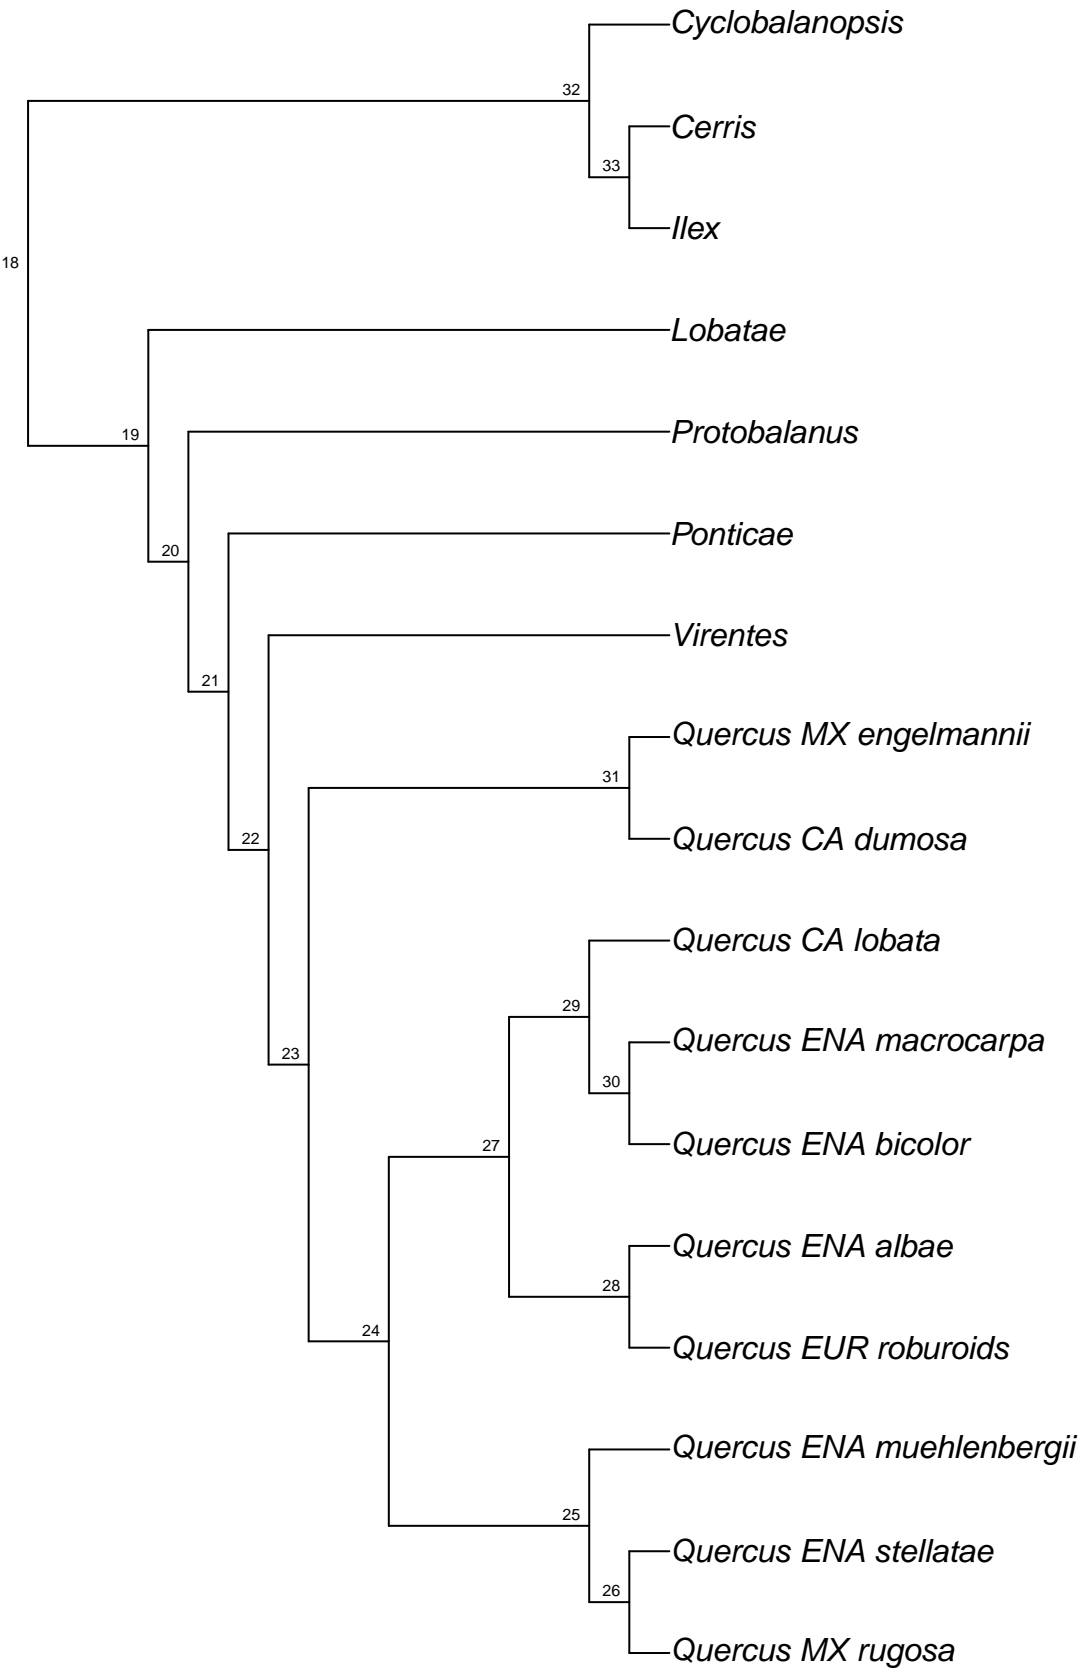 Cyclobalanopsis
32
Cerris
33
Ilex
18
Lobatae
19
Protobalanus
20
Ponticae
21
Virentes
22
Quercus MX engelmannii
31
Quercus CA dumosa
Quercus CA lobata
29
23
Quercus ENA macrocarpa
30
Quercus ENA bicolor
27
Quercus ENA albae
28
24
Quercus EUR roburoids
Quercus ENA muehlenbergii
25
Quercus ENA stellatae
26
Quercus MX rugosa